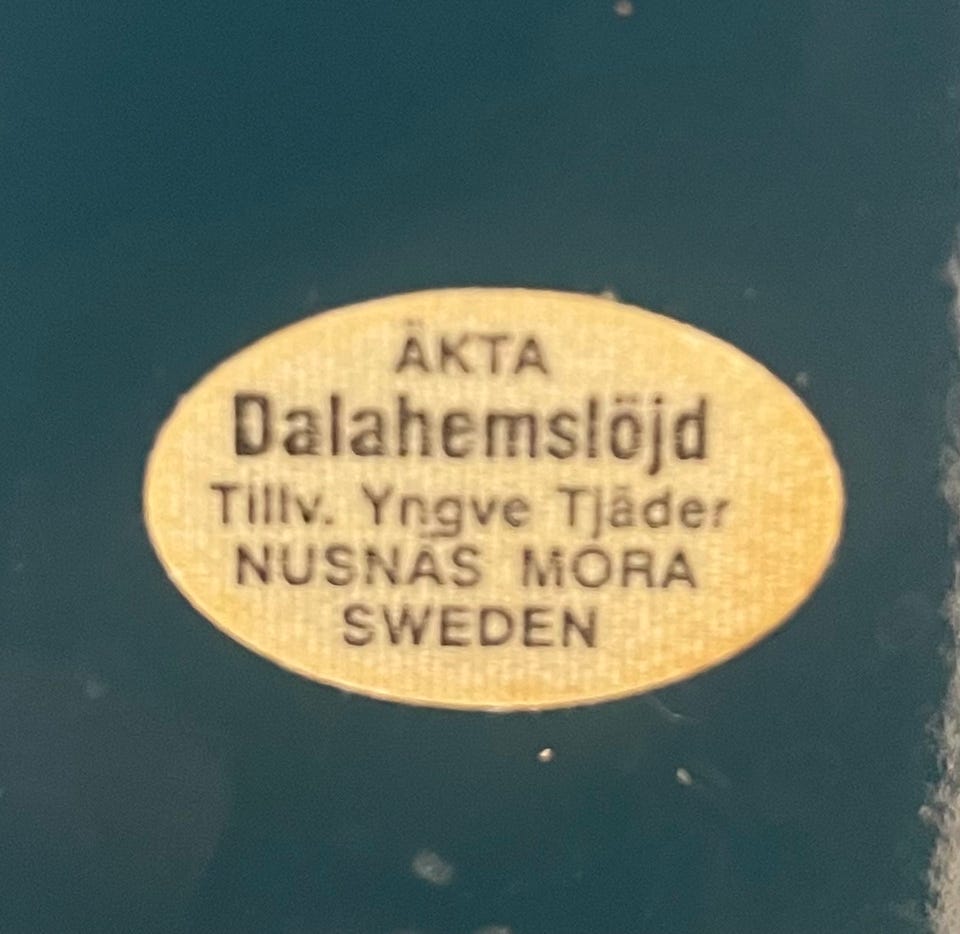 ÄKTA
Dalahemslöjd
Tillv. Yngve Tjäder
NUSNÄS MORA
SWEDEN